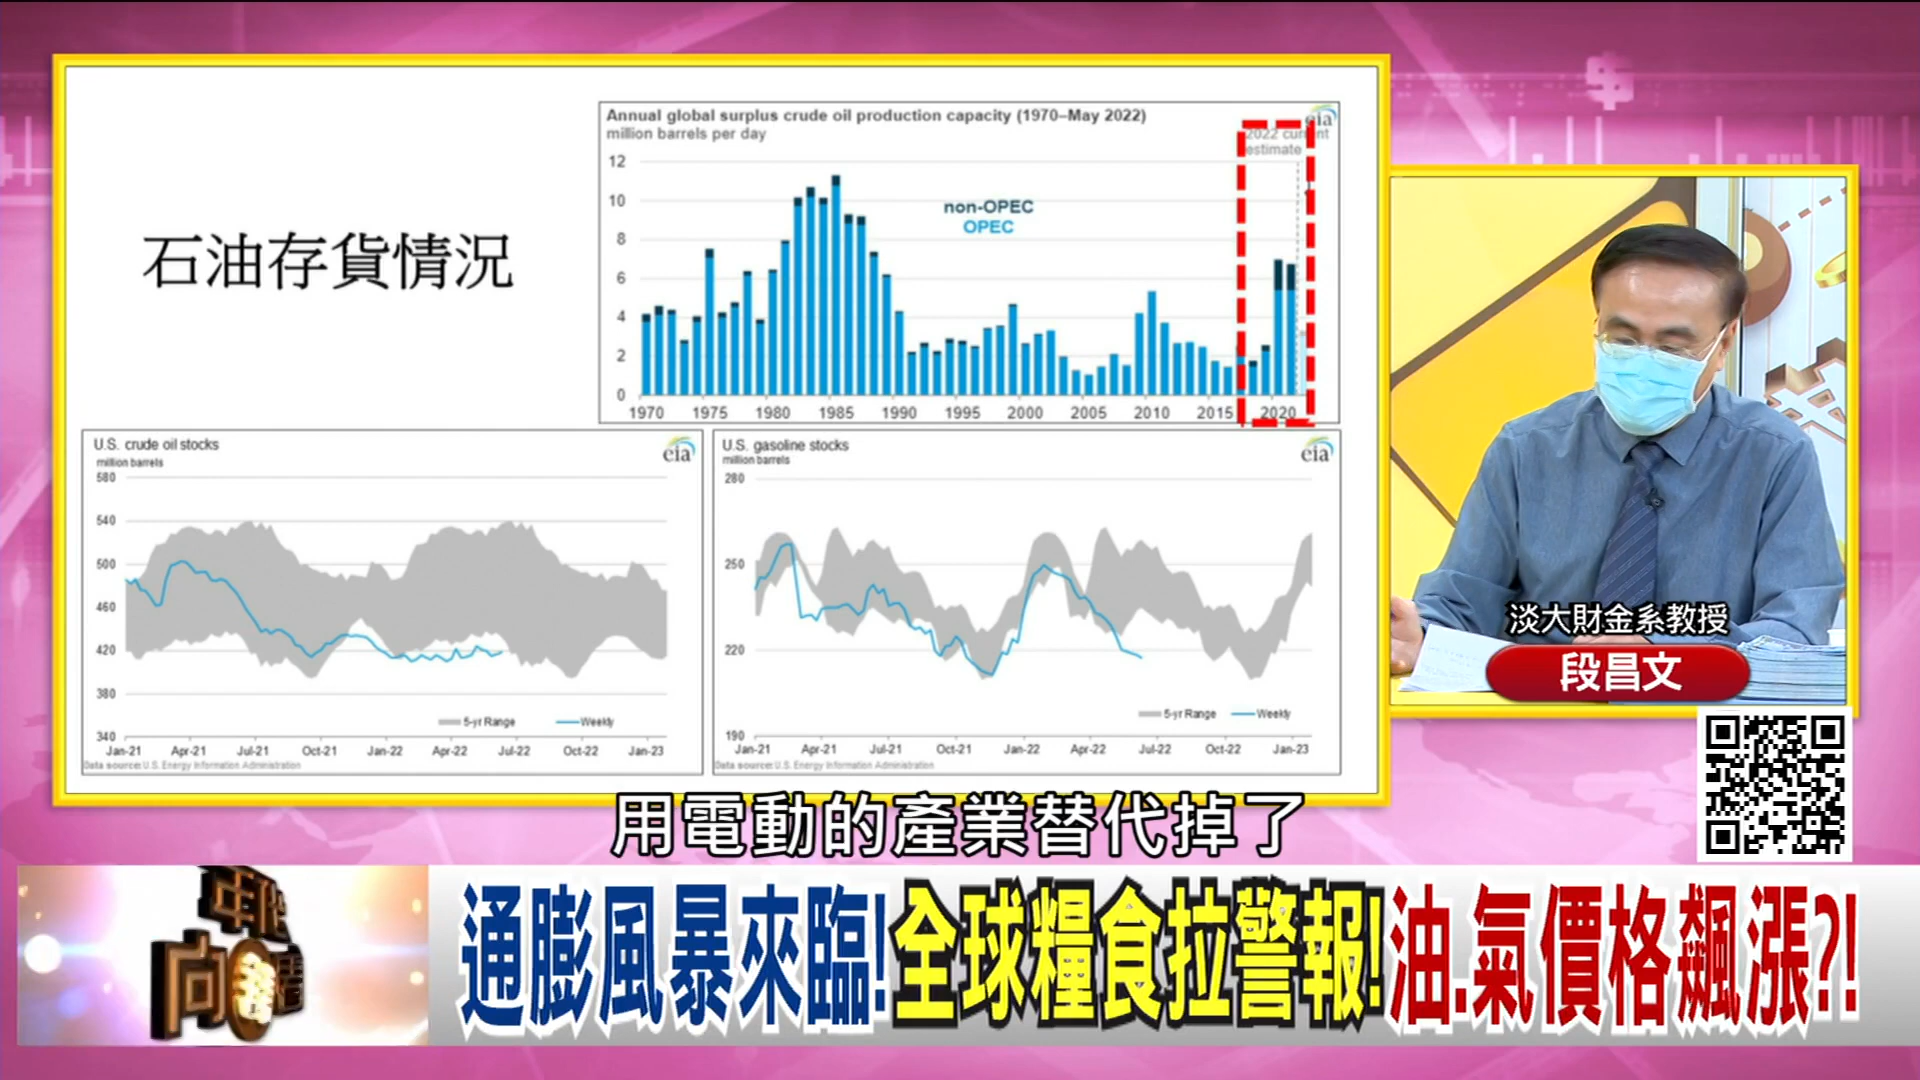 Annual global surplus crude oil production capacity (1970–May 2022)
million barrels per day
eia
2022 current
estimate
12
10
8
6
4
2
0
non-OPEC
OPEC
1970 1975 1980 1985 1990 1995 2000 2005 2010 2015 2020
石油存貨情況
U.S. crude oil stocks
million barrels
eia
580
540
500
460
420
380
340
5-yr Range Weekly
Jan-21 Apr-21 Jul-21 Oct-21 Jan-22 Apr-22 Jul-22 Oct-22 Jan-23
Data source: U.S. Energy Information Administration
U.S. gasoline stocks
million barrels
eia
280
250
220
190
5-yr Range Weekly
Jan-21 Apr-21 Jul-21 Oct-21 Jan-22 Apr-22 Jul-22 Oct-22 Jan-23
Data source: U.S. Energy Information Administration
淡大財金系教授
段昌文
用電動的產業替代掉了
向
通膨風暴來臨!全球糧食拉警報!油.氣價格飆漲?!